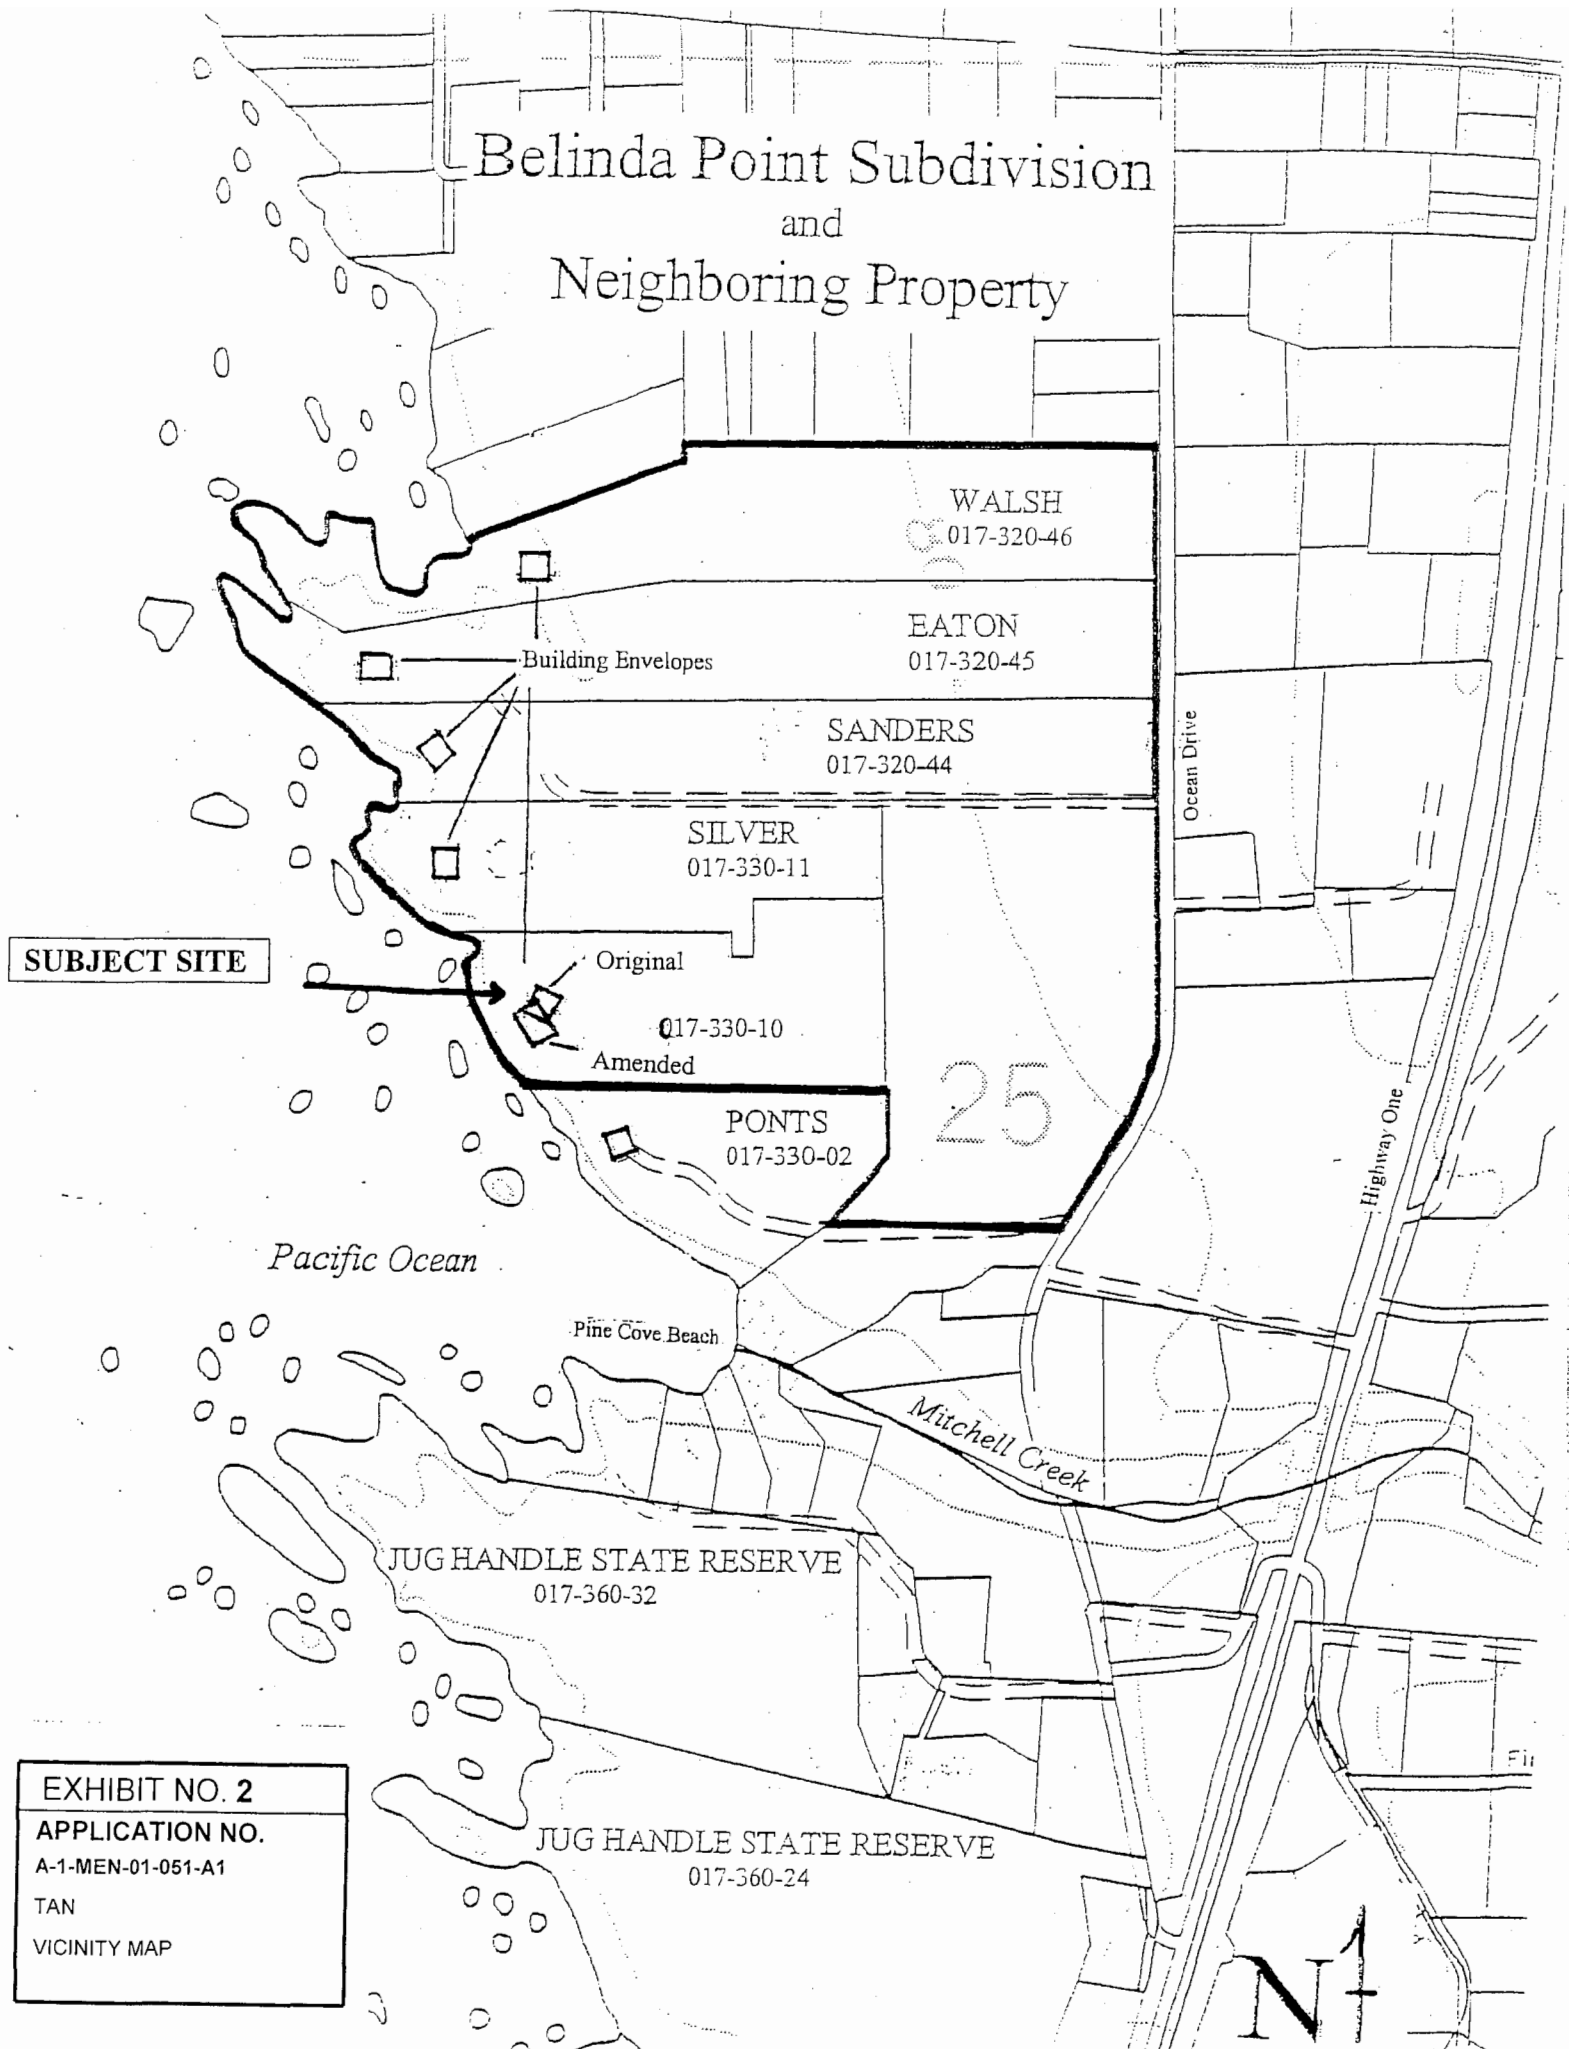 Belinda Point Subdivision
and
Neighboring Property
WALSH
017-320-46
EATON
017-320-45
Building Envelopes
SANDERS
017-320-44
Ocean Drive
SILVER
017-330-11
SUBJECT SITE
Original
017-330-10
Amended
25
PONTS
017-330-02
Highway One
Pacific Ocean
Pine Cove Beach
Mitchell Creek
JUG HANDLE STATE RESERVE
017-360-32
EXHIBIT NO. 2
APPLICATION NO.
A-1-MEN-01-051-A1
TAN
VICINITY MAP
JUG HANDLE STATE RESERVE
017-360-24
N